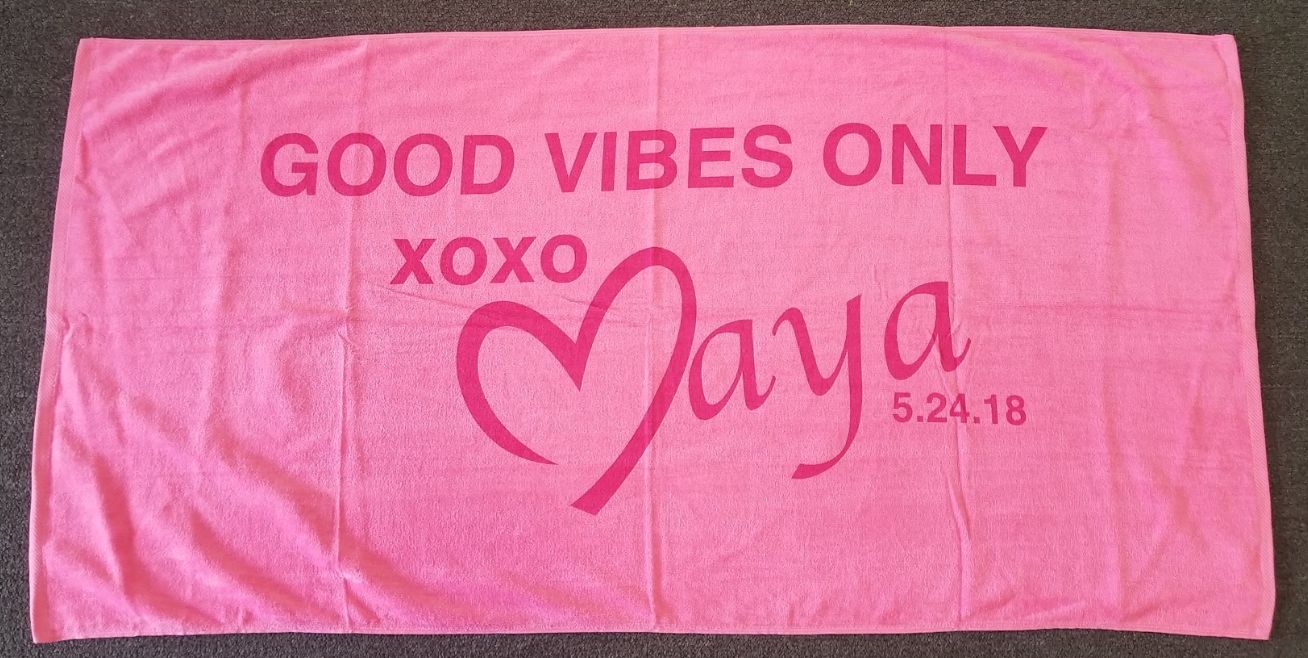 GOOD VIBES ONLY
xoxo
Maya
5.24.18